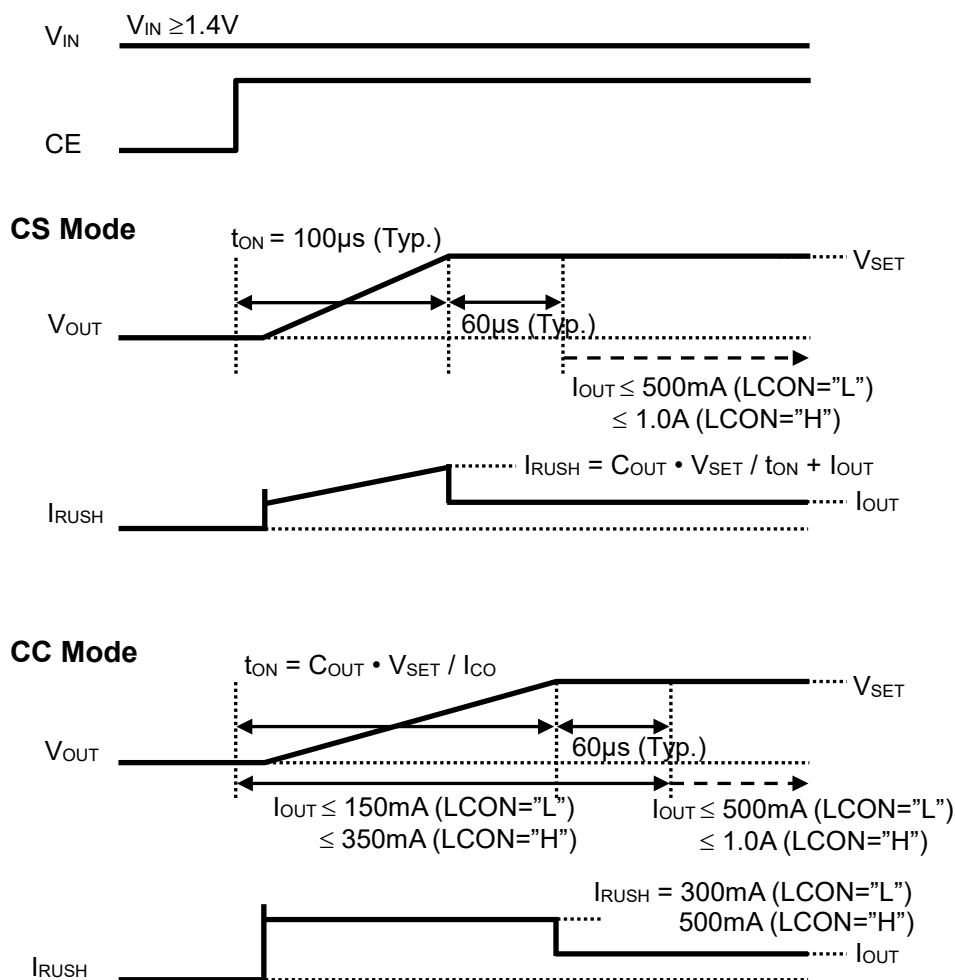 VIN VIN ≥1.4V
CE
CS Mode
tON = 100µs (Typ.)
VSET
VOUT
60µs (Typ.)
IOUT ≤ 500mA (LCON=”L”)
≤ 1.0A (LCON=”H”)
IRUSH = COUT • VSET / tON + IOUT
IRUSH
IOUT
CC Mode
tON = COUT • VSET / ICO
VSET
VOUT
60µs (Typ.)
IOUT ≤ 150mA (LCON=”L”) IOUT ≤ 500mA (LCON=”L”)
≤ 350mA (LCON=”H”) ≤ 1.0A (LCON=”H”)
IRUSH = 300mA (LCON=”L”)
500mA (LCON=”H”)
IRUSH
IOUT